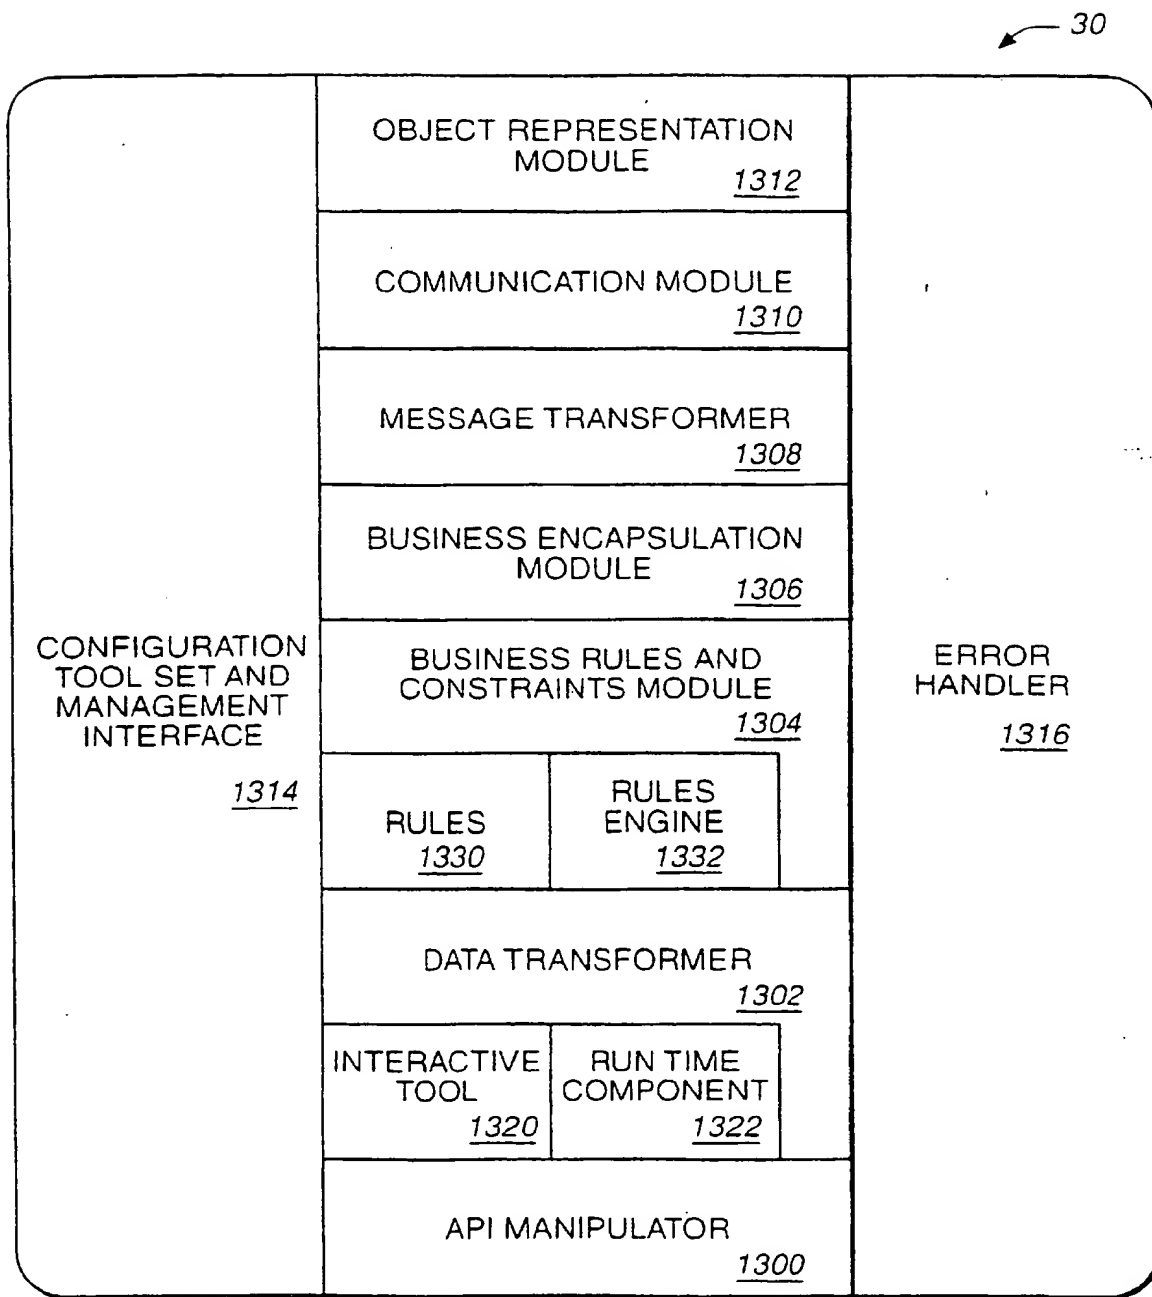 30
OBJECT REPRESENTATION
MODULE
1312
COMMUNICATION MODULE
1310
MESSAGE TRANSFORMER
1308
BUSINESS ENCAPSULATION
MODULE
1306
CONFIGURATION
TOOL SET AND
MANAGEMENT
INTERFACE
1314
BUSINESS RULES AND
CONSTRAINTS MODULE
1304
RULES
1330
RULES
ENGINE
1332
ERROR
HANDLER
1316
DATA TRANSFORMER
1302
INTERACTIVE
TOOL
1320
RUN TIME
COMPONENT
1322
API MANIPULATOR
1300